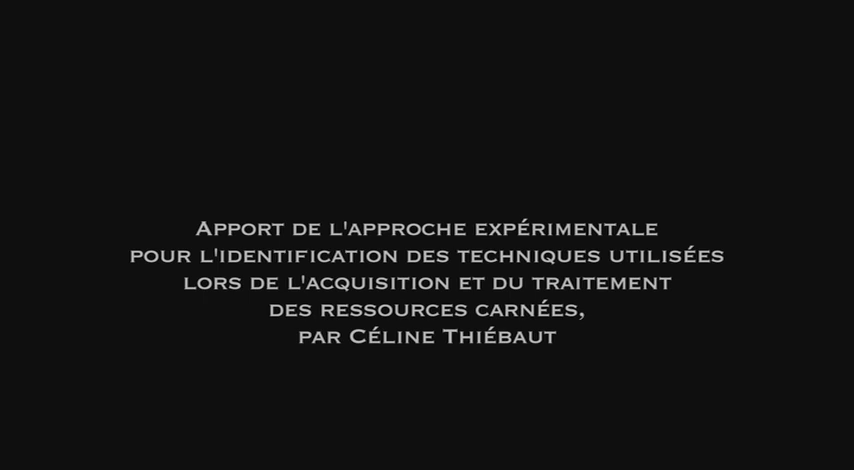 Apport de l'approche expérimentale
pour l'identification des techniques utilisées
lors de l'acquisition et du traitement
des ressources carnées,
par Céline Thiébaut